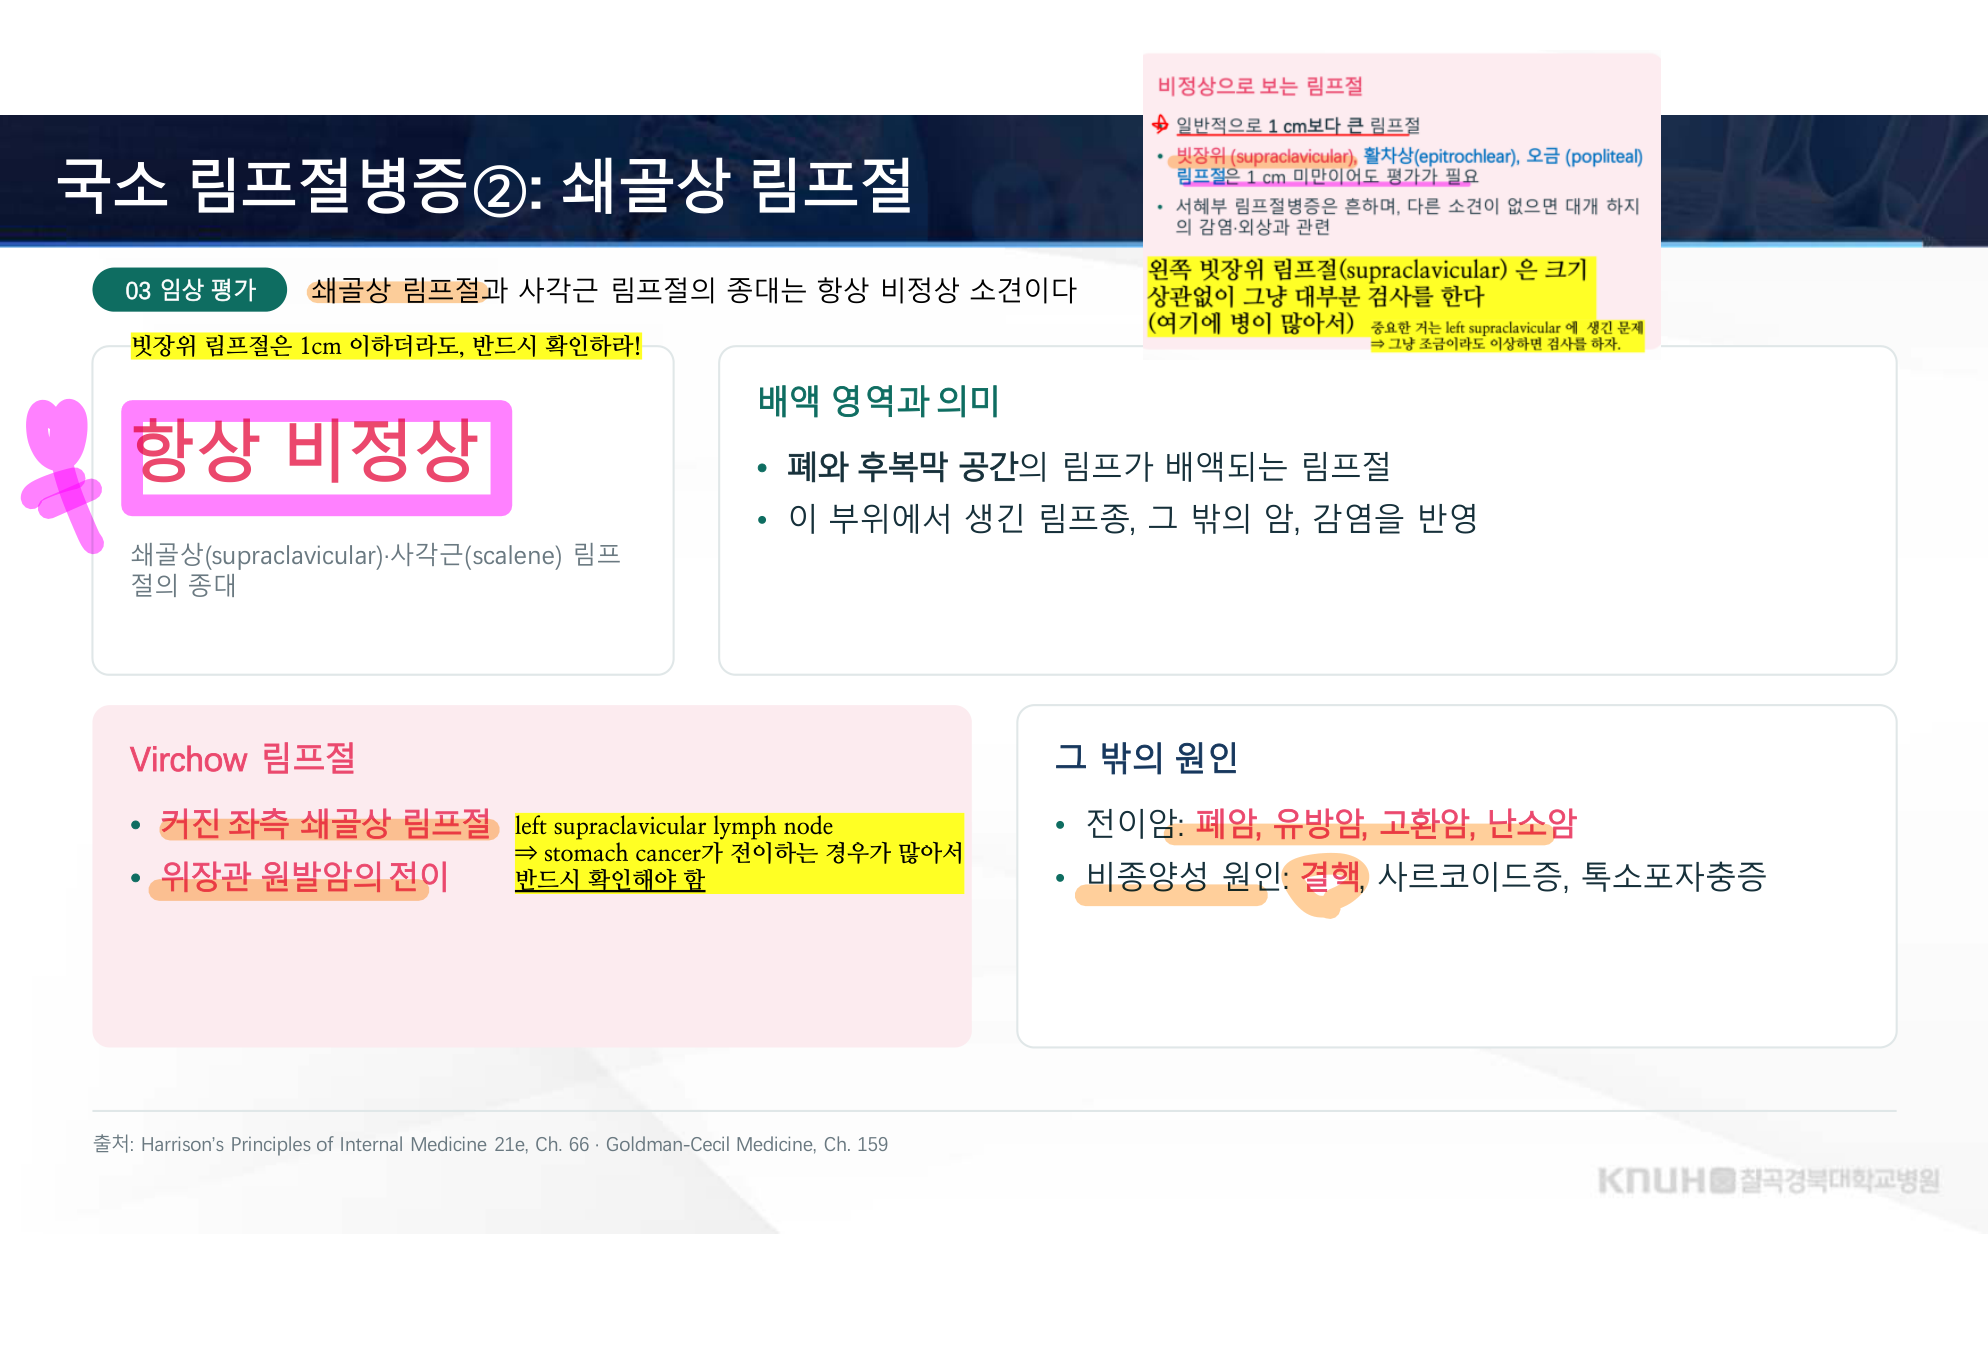 비정상으로 보는 림프절
일반적으로 1 cm보다 큰 림프절
• 빗장위 (supraclavicular), 활차상(epitrochlear), 오금 (popliteal)
림프절은 1 cm 미만이어도 평가가 필요
• 서혜부 림프절병증은 흔하며, 다른 소견이 없으면 대개 하지
의 감염·외상과 관련
왼쪽 빗장위 림프절(supraclavicular) 은 크기
상관없이 그냥 대부분 검사를 한다
(여기에 병이 많아서)
중요한 거는 left supraclavicular 에 생긴 문제
⇒ 그냥 조금이라도 이상하면 검사를 하자.
국소 림프절병증②: 쇄골상 림프절
03 임상 평가
쇄골상 림프절과 사각근 림프절의 종대는 항상 비정상 소견이다
빗장위 림프절은 1cm 이하더라도, 반드시 확인하라!
항상 비정상
쇄골상(supraclavicular)·사각근(scalene) 림프
절의 종대
배액 영역과 의미
• 폐와 후복막 공간의 림프가 배액되는 림프절
• 이 부위에서 생긴 림프종, 그 밖의 암, 감염을 반영
Virchow 림프절
• 커진 좌측 쇄골상 림프절
• 위장관 원발암의 전이
left supraclavicular lymph node
⇒ stomach cancer가 전이하는 경우가 많아서
반드시 확인해야 함
그 밖의 원인
• 전이암: 폐암, 유방암, 고환암, 난소암
• 비종양성 원인: 결핵, 사르코이드증, 톡소포자충증
출처: Harrison's Principles of Internal Medicine 21e, Ch. 66 · Goldman-Cecil Medicine, Ch. 159
KNUH 칠곡경북대학교병원